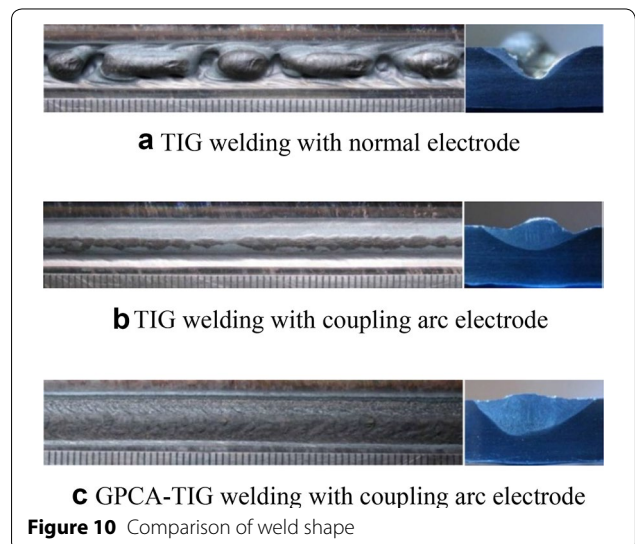 a TIG welding with normal electrode
b TIG welding with coupling arc electrode
c GPCA-TIG welding with coupling arc electrode
Figure 10 Comparison of weld shape